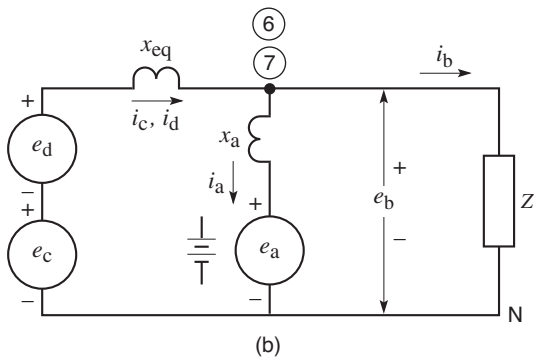 6
7
x_eq
i_b
+
i_c, i_d
e_d
x_a
−
i_a
+
+
e_b
Z
+
e_c
e_a
−
−
−
N
(b)